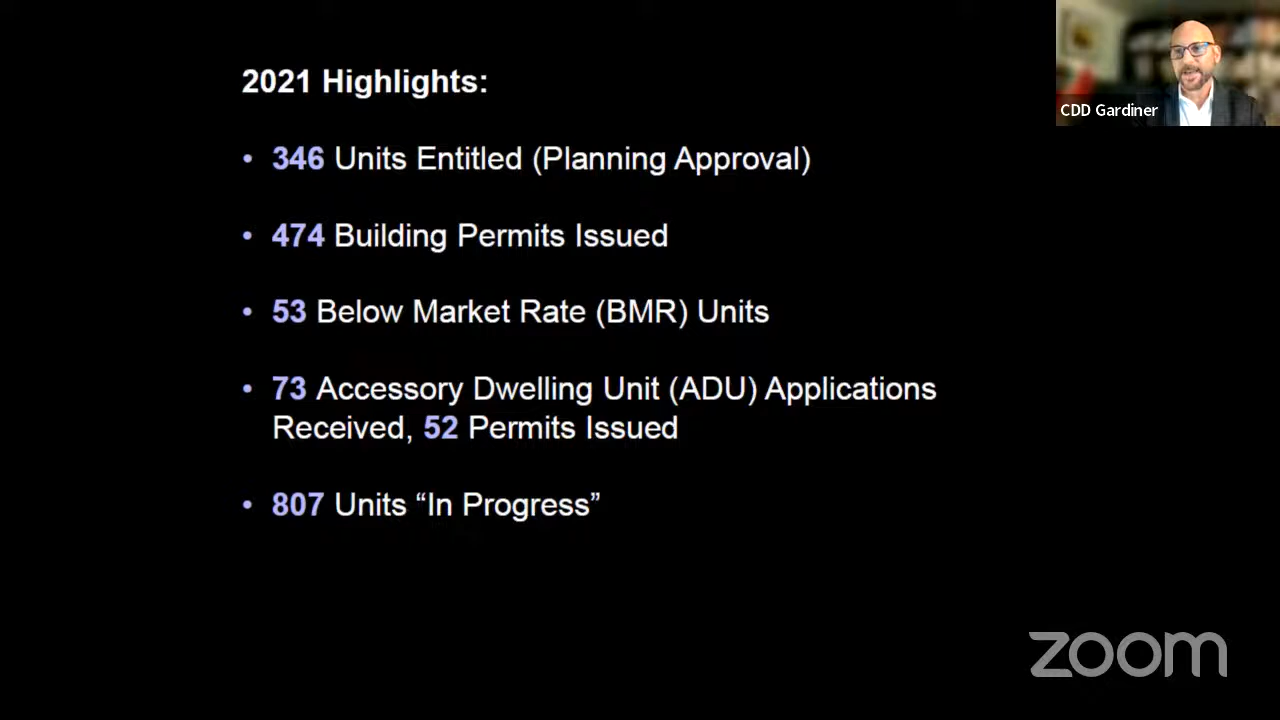 2021 Highlights:
• 346 Units Entitled (Planning Approval)
• 474 Building Permits Issued
• 53 Below Market Rate (BMR) Units
• 73 Accessory Dwelling Unit (ADU) Applications
Received, 52 Permits Issued
• 807 Units “In Progress”
CDD Gardiner
zoom